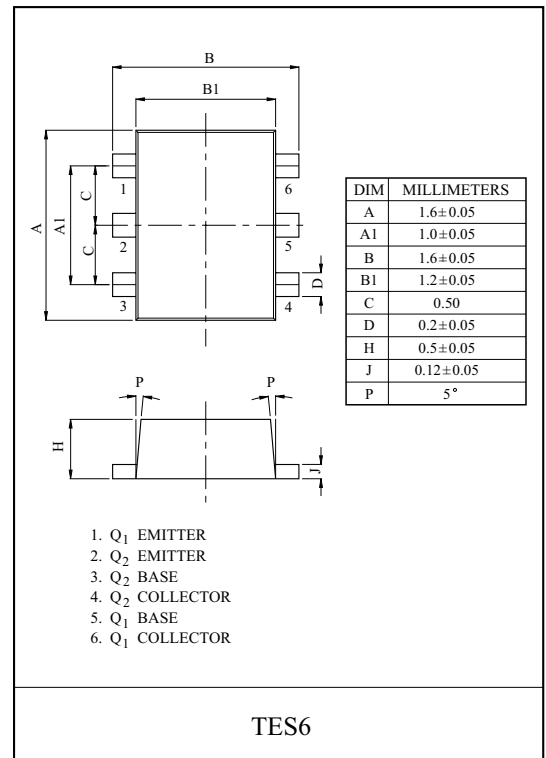 B
B1
A
A1
C
C
1
2
3
6
5
4
D
DIM MILLIMETERS
A 1.6±0.05
A1 1.0±0.05
B 1.6±0.05
B1 1.2±0.05
C 0.50
D 0.2±0.05
H 0.5±0.05
J 0.12±0.05
P 5°
P
P
H
J
1. Q1 EMITTER
2. Q2 EMITTER
3. Q2 BASE
4. Q2 COLLECTOR
5. Q1 BASE
6. Q1 COLLECTOR
TES6